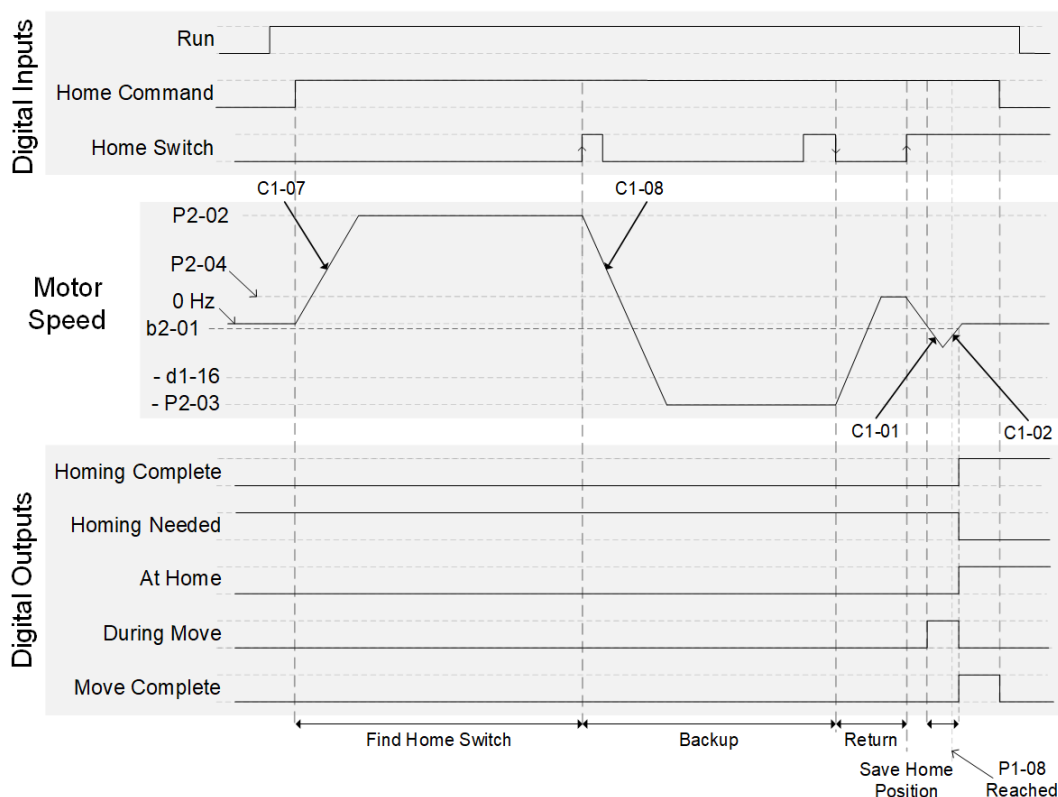 Digital Inputs
Run
Home Command
Home Switch
C1-07
C1-08
Motor
Speed
P2-02
P2-04
0 Hz
b2-01
- d1-16
- P2-03
C1-01
C1-02
Digital Outputs
Homing Complete
Homing Needed
At Home
During Move
Move Complete
Find Home Switch
Backup
Return
Save Home
Position
P1-08
Reached